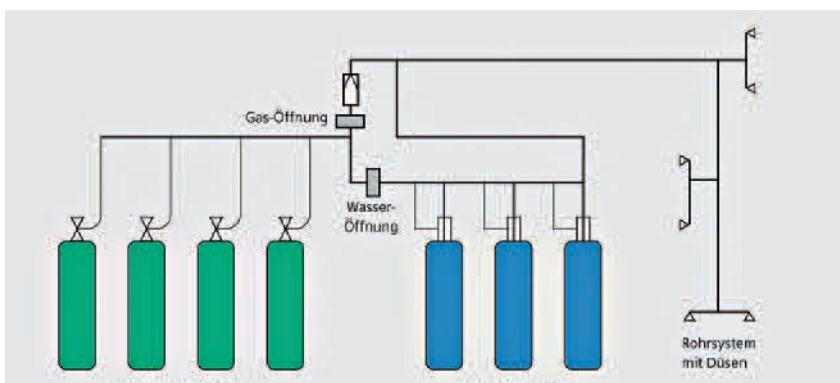 Gas-Öffnung
Wasser-
Öffnung
Rohrsystem
mit Düsen